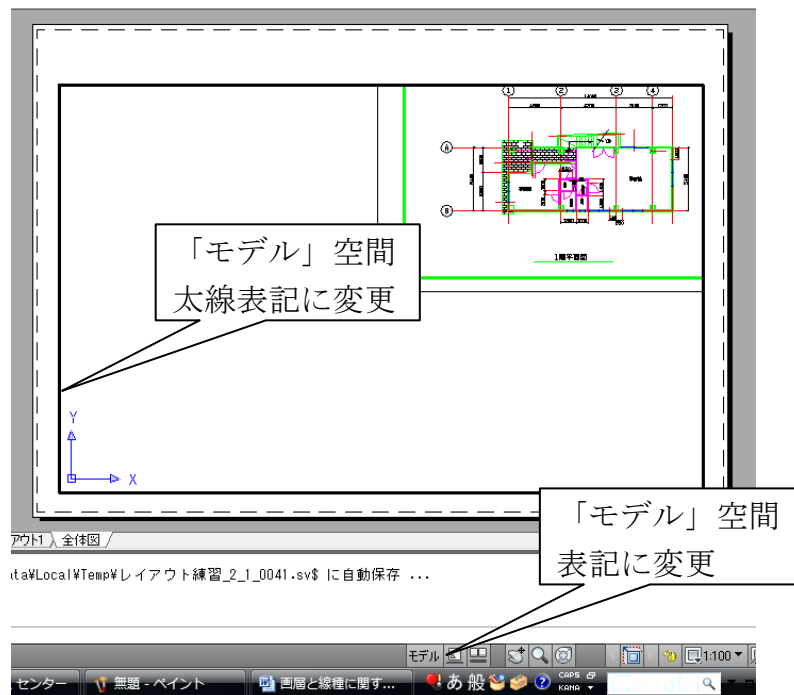 ① ② ③ ④
Ⓐ
Ⓑ
1階平面図
「モデル」空間
太線表記に変更
Y
X
「モデル」空間
表記に変更
アウト1 全体図
ata¥Local¥Temp¥レイアウト練習_2_1_0041.sv$ に自動保存 ...
モデル 1:100
センター 無題 - ペイント 画層と線種に関す... あ 般 CAPS
KANA